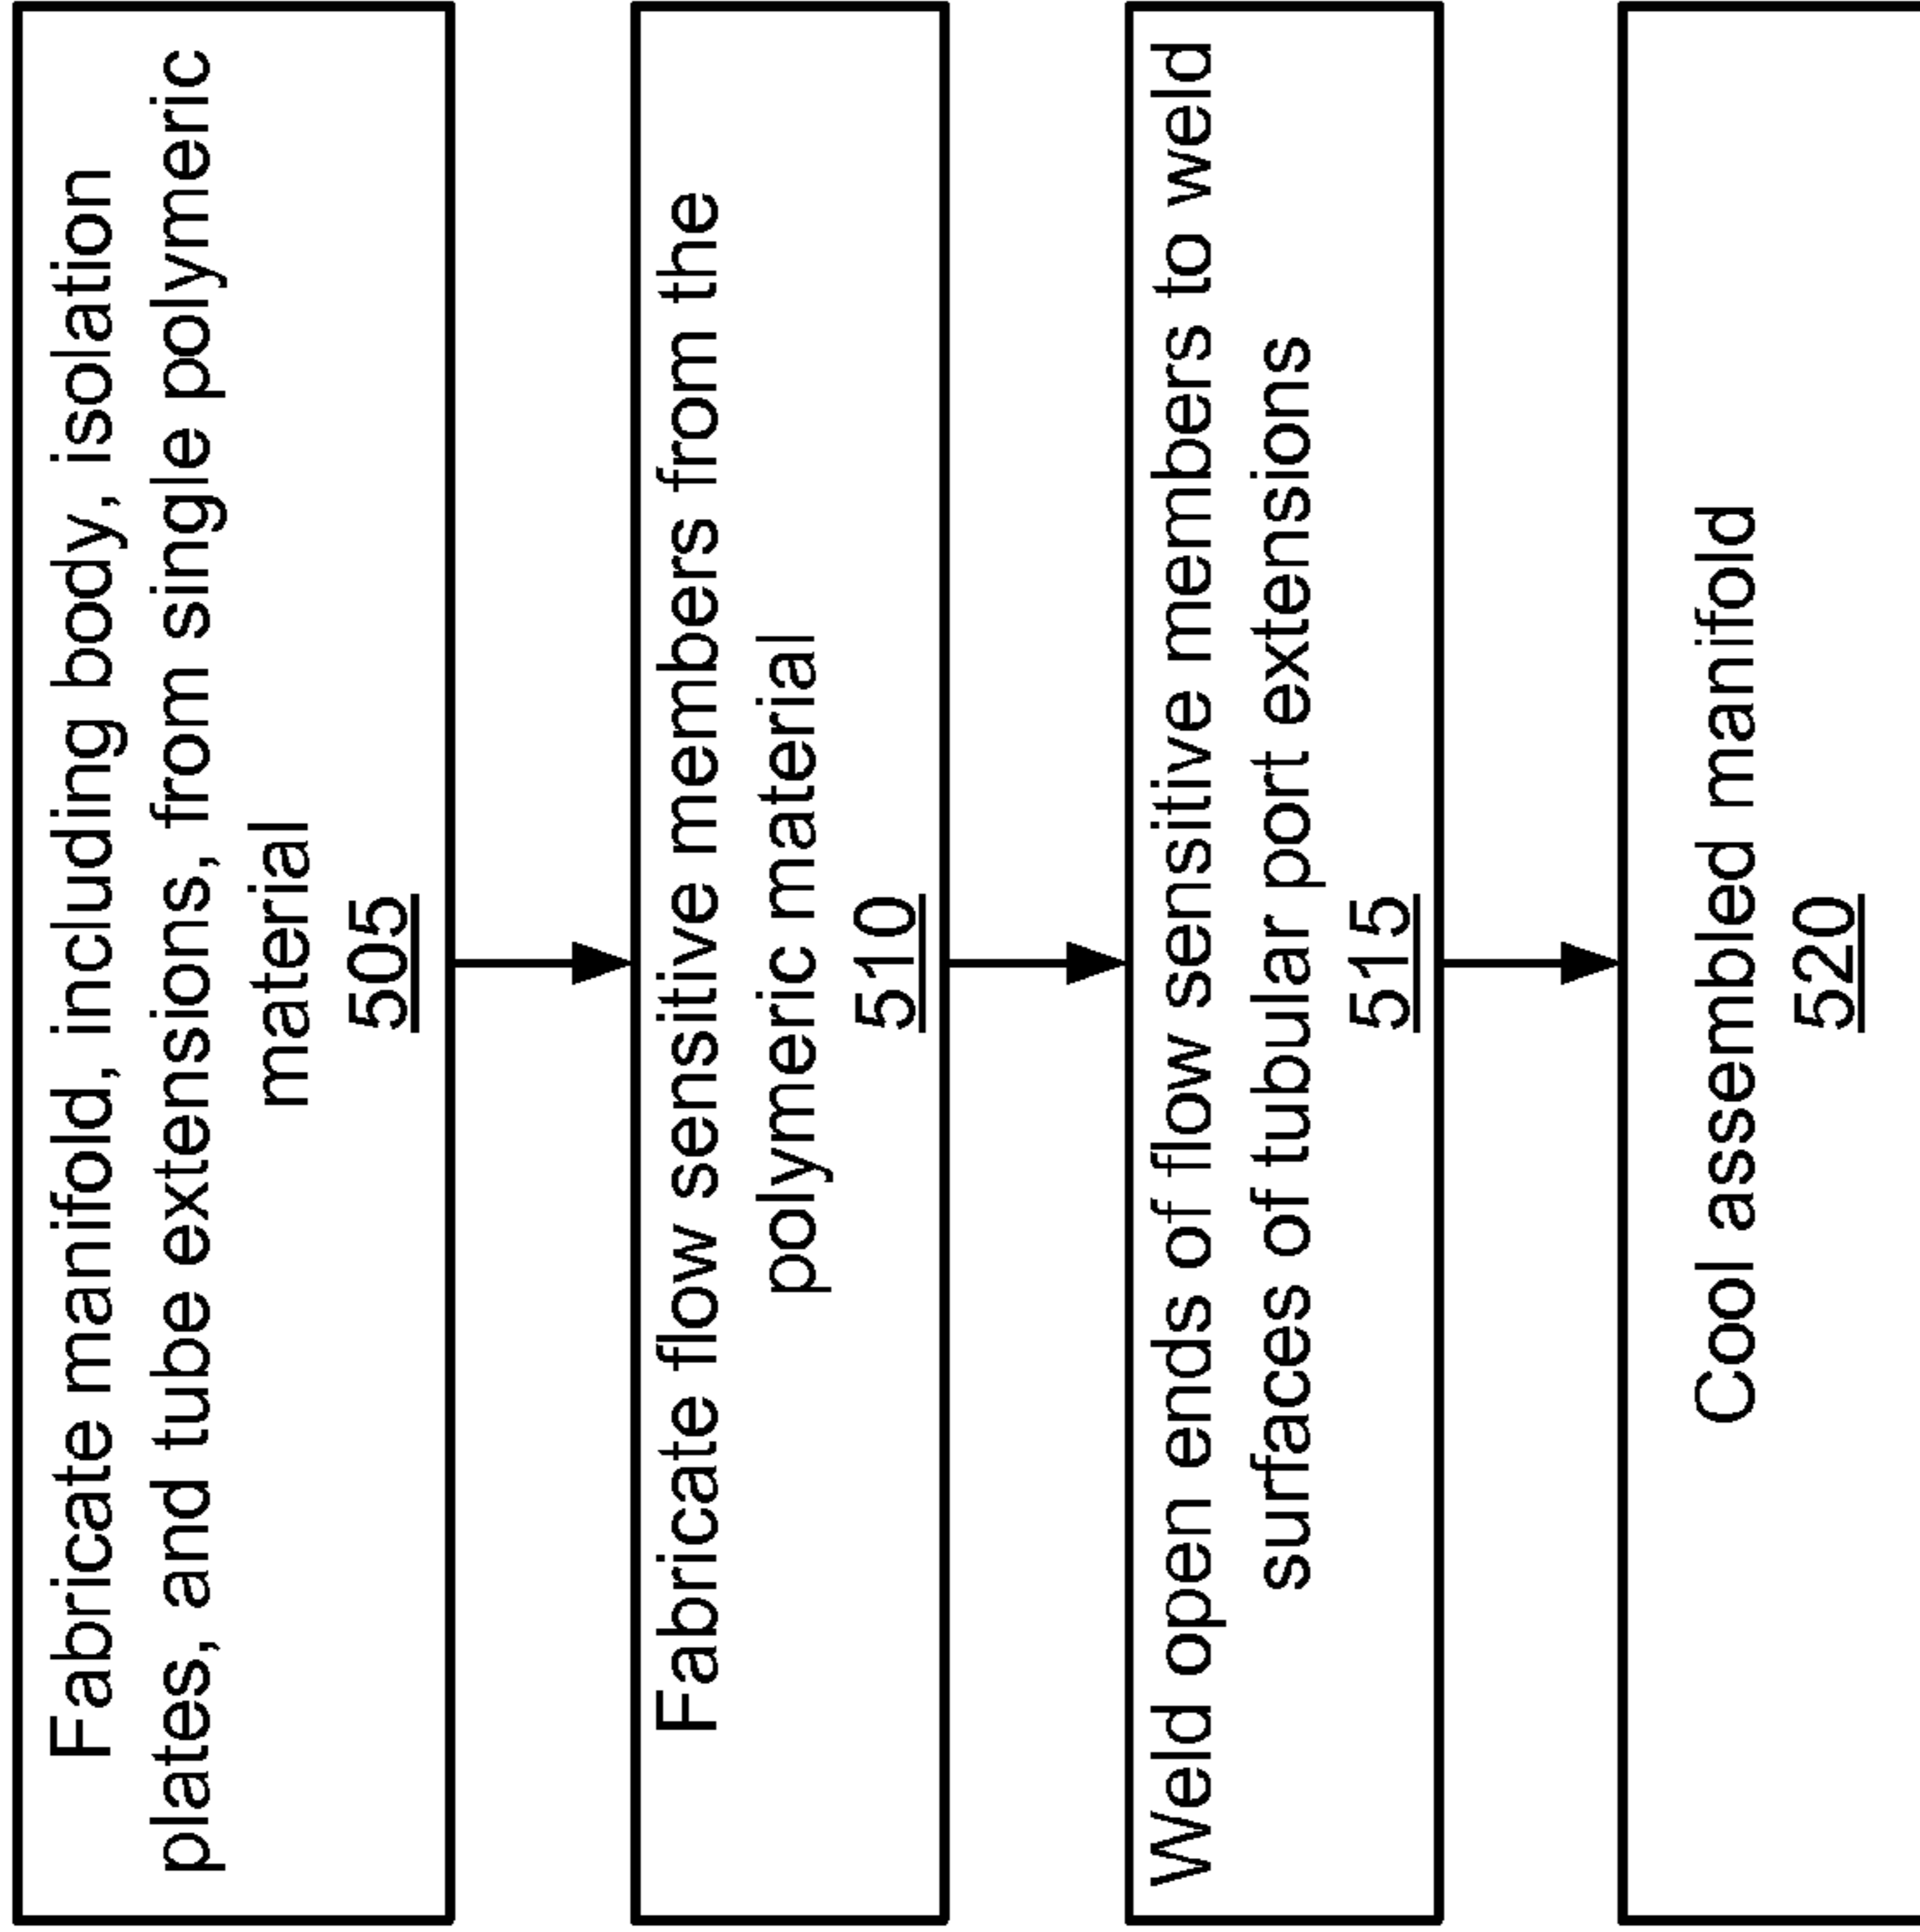 Fabricate manifold, including body, isolation
plates, and tube extensions, from single polymeric
material
505
Fabricate flow sensitive members from the
polymeric material
510
Weld open ends of flow sensitive members to weld
surfaces of tubular port extensions
515
Cool assembled manifold
520